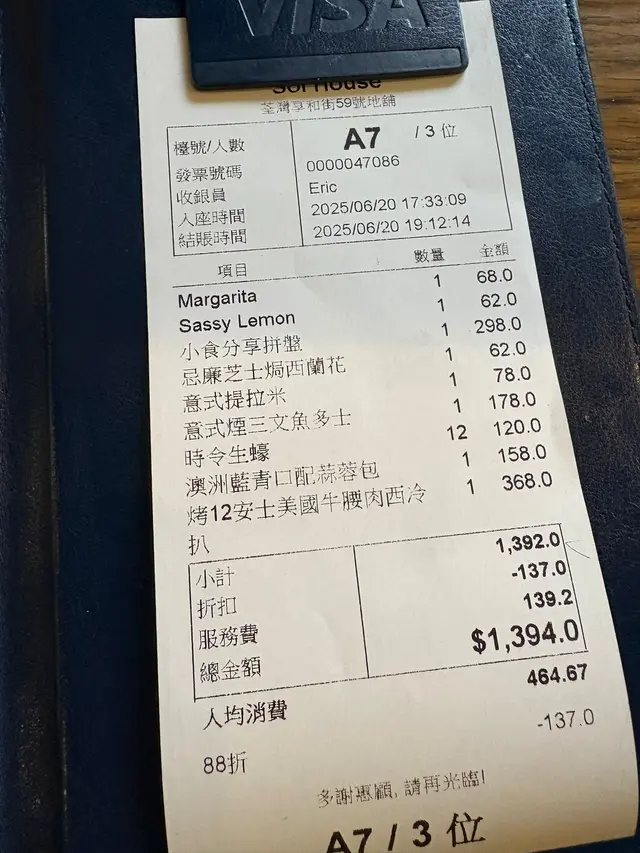 VISA
Sol House
荃灣享和街59號地舖
檯號/人數 A7 / 3 位
發票號碼 0000047086
收銀員 Eric
入座時間 2025/06/20 17:33:09
結賬時間 2025/06/20 19:12:14
項目 數量 金額
Margarita 1 68.0
Sassy Lemon 1 62.0
小食分享拼盤 1 298.0
忌廉芝士焗西蘭花 1 62.0
意式提拉米 1 78.0
意式煙三文魚多士 1 178.0
時令生蠔 12 120.0
澳洲藍青口配蒜蓉包 1 158.0
烤12安士美國牛腰肉西冷 1 368.0
扒
小計 1,392.0
折扣 -137.0
服務費 139.2
總金額 $1,394.0
人均消費 464.67
88折 -137.0
多謝惠顧, 請再光臨!
A7 / 3 位